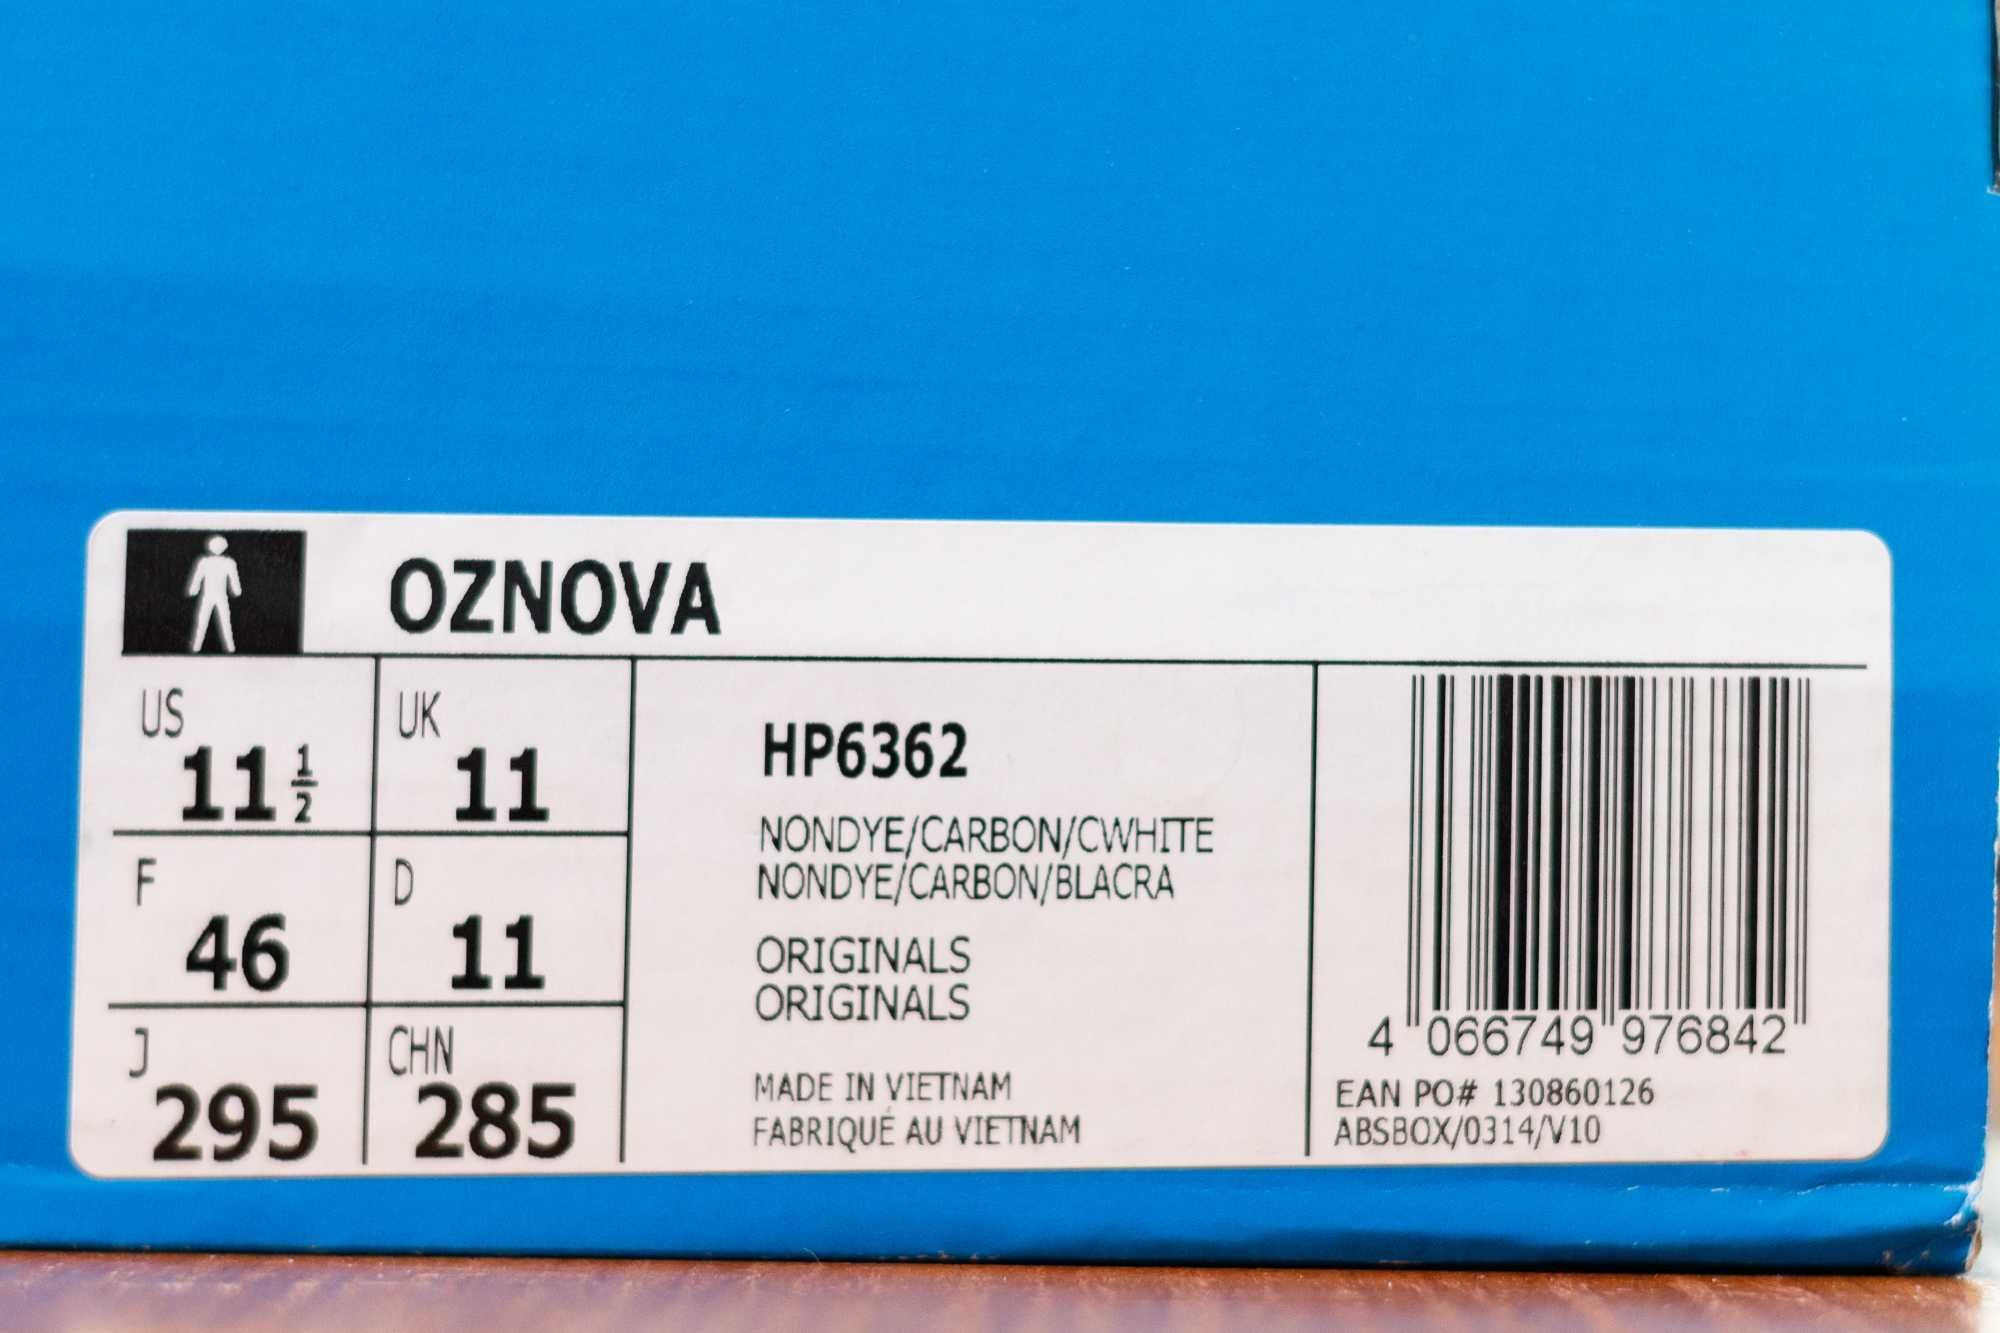 OZNOVA
US
11 1/2
UK
11
F
46
D
11
J
295
CHN
285
HP6362
NONDYE/CARBON/CWHITE
NONDYE/CARBON/BLACRA
ORIGINALS
ORIGINALS
MADE IN VIETNAM
FABRIQUÉ AU VIETNAM
4 066749 976842
EAN PO# 130860126
ABSBOX/0314/V10